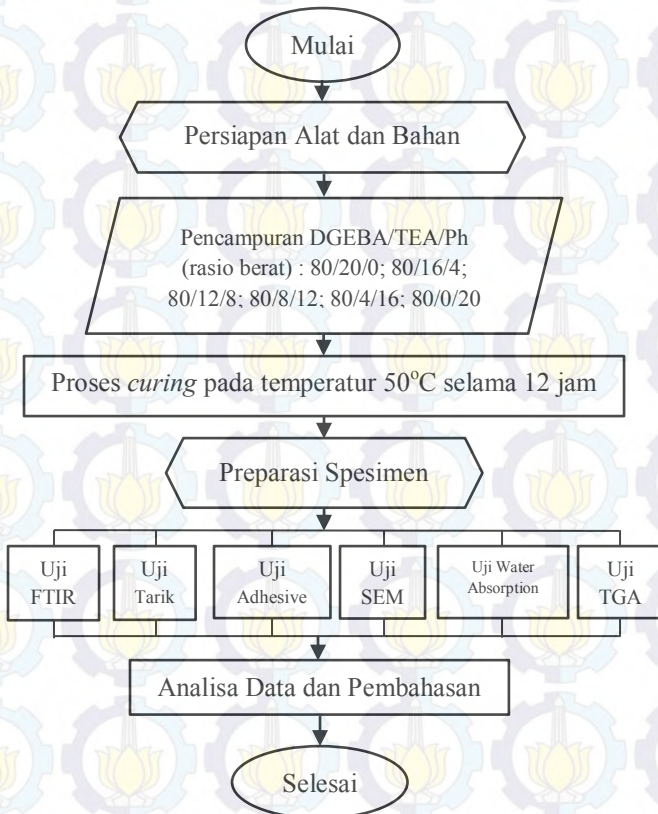 Mulai
Persiapan Alat dan Bahan
Pencampuran DGEBA/TEA/Ph
(rasio berat) : 80/20/0; 80/16/4;
80/12/8; 80/8/12; 80/4/16; 80/0/20
Proses curing pada temperatur 50°C selama 12 jam
Preparasi Spesimen
Uji
FTIR
Uji
Tarik
Uji
Adhesive
Uji
SEM
Uji Water
Absorption
Uji
TGA
Analisa Data dan Pembahasan
Selesai